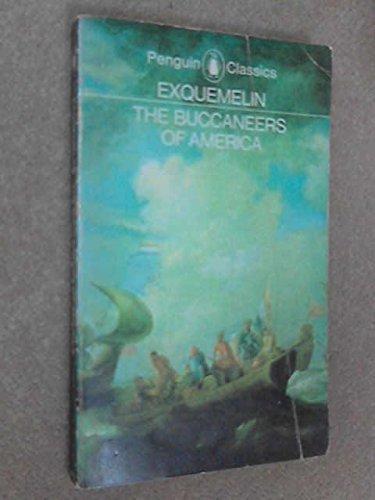 Penguin Classics
EXQUEMELIN
THE BUCCANEERS
OF AMERICA